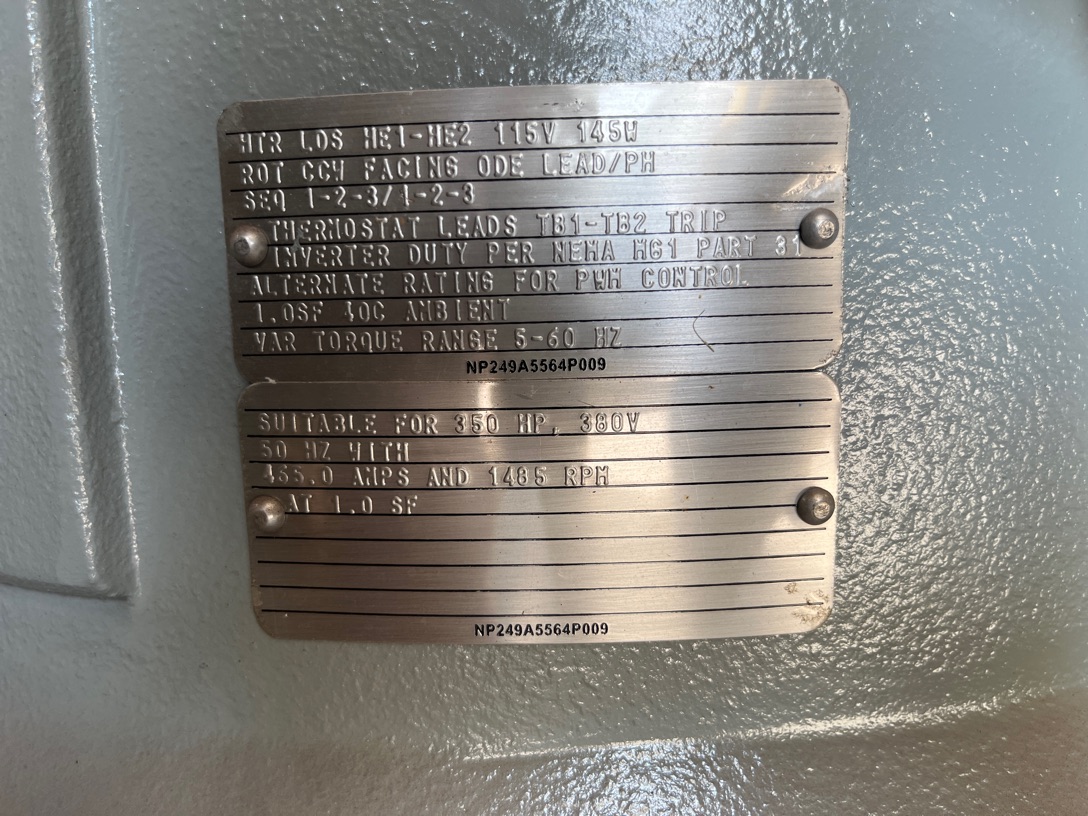 HTR LDS HE1-HE2 115V 145W
ROT CCW FACING ODE LEAD/PH
SEQ 1-2-3/1-2-3
THERMOSTAT LEADS TB1-TB2 TRIP
INVERTER DUTY PER NEMA MG1 PART 31
ALTERNATE RATING FOR PWM CONTROL
1.0SF 40C AMBIENT
VAR TORQUE RANGE 5-60 HZ
NP249A5564P009
SUITABLE FOR 350 HP, 380V
50 HZ WITH
AMPS AND 1485 RPM
AT 1.0 SF
NP249A5564P009